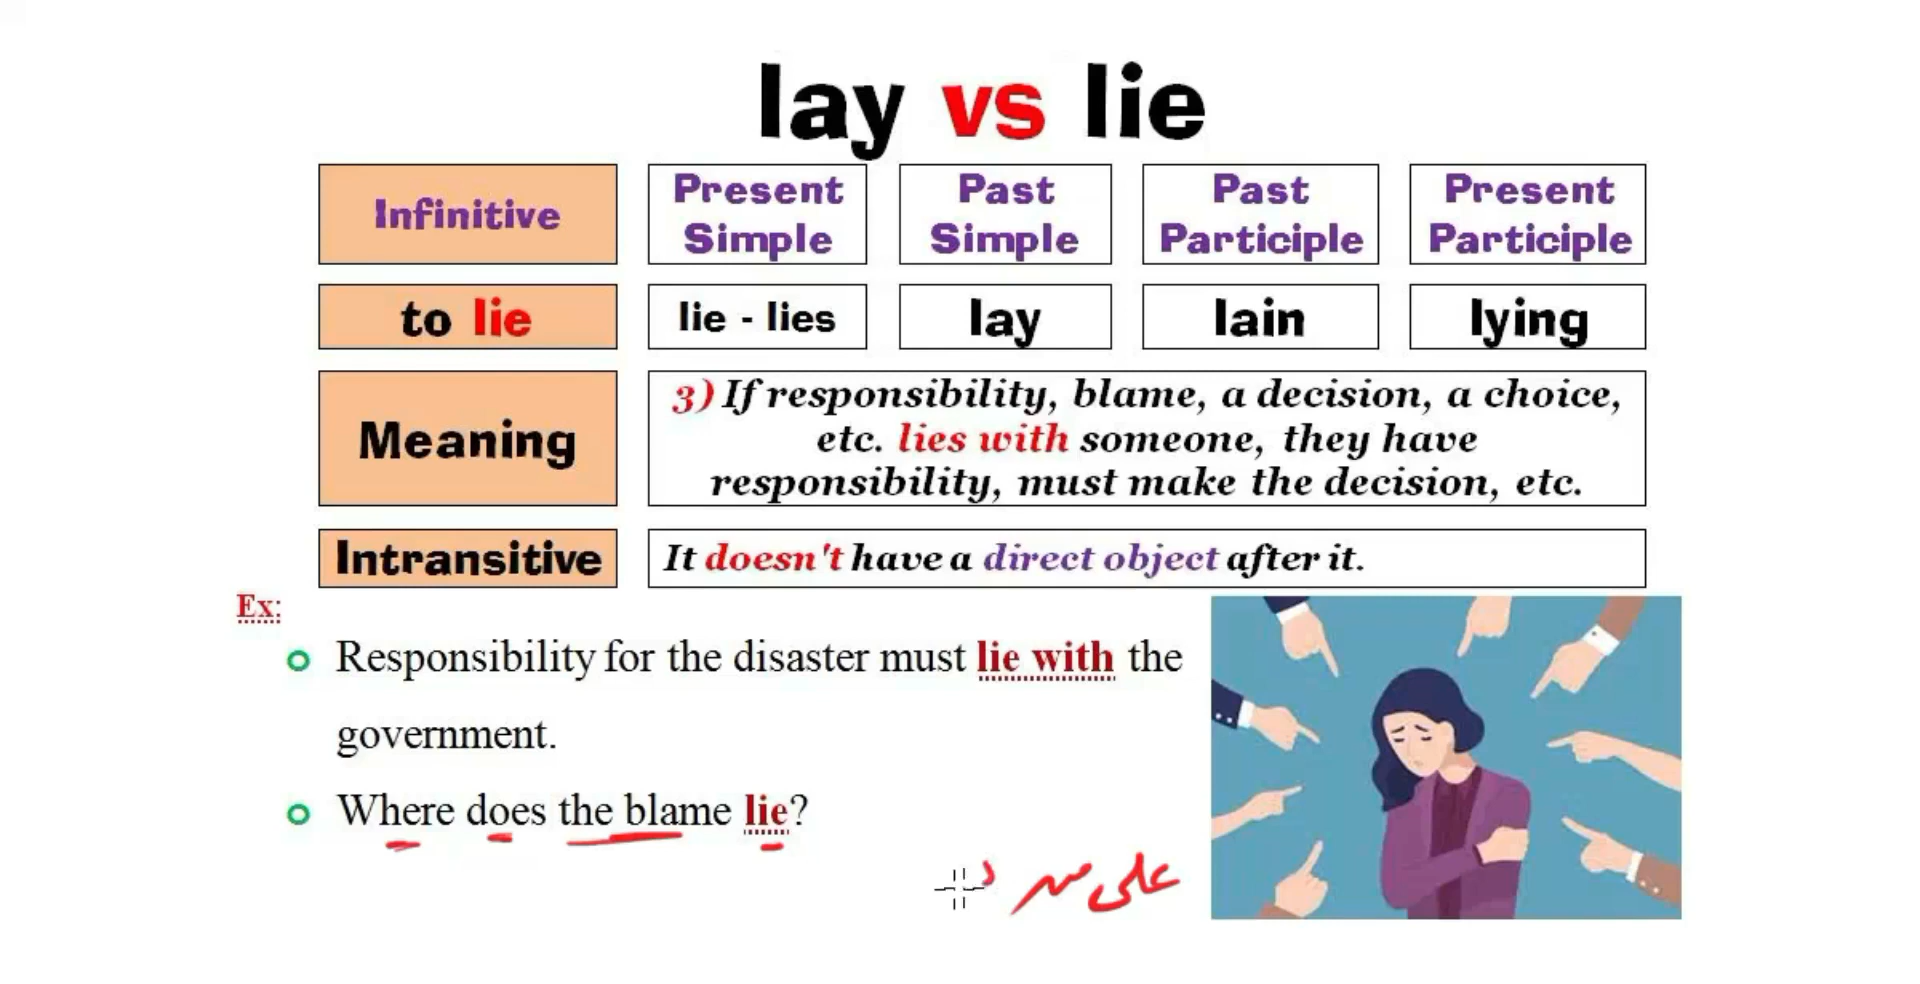 lay vs lie
Infinitive
Present Simple
Past Simple
Past Participle
Present Participle
to lie
lie - lies
lay
lain
lying
Meaning
3) If responsibility, blame, a decision, a choice,
etc. lies with someone, they have
responsibility, must make the decision, etc.
Intransitive
It doesn't have a direct object after it.
Ex:
Responsibility for the disaster must lie with the
government.
Where does the blame lie?
على من